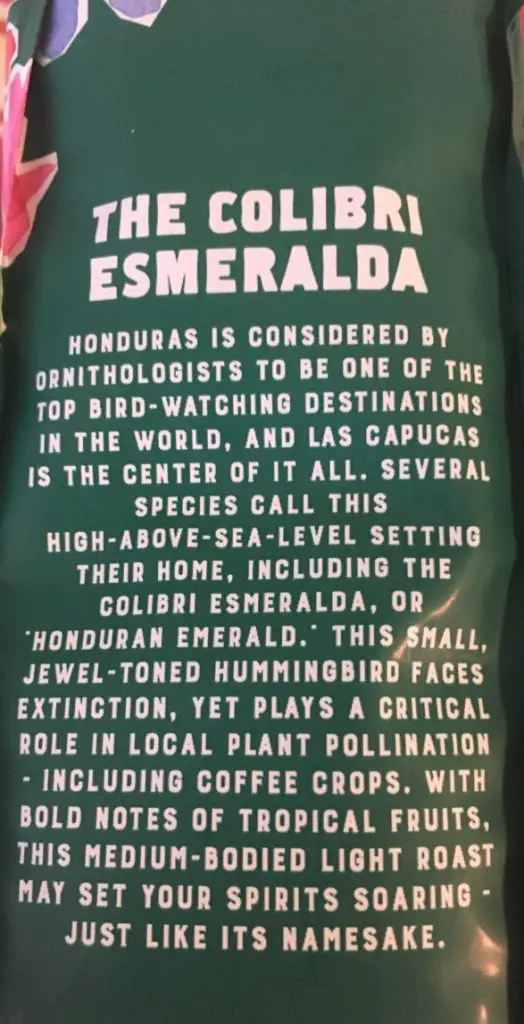 THE COLIBRI
ESMERALDA
HONDURAS IS CONSIDERED BY
ORNITHOLOGISTS TO BE ONE OF THE
TOP BIRD-WATCHING DESTINATIONS
IN THE WORLD, AND LAS CAPUCAS
IS THE CENTER OF IT ALL. SEVERAL
SPECIES CALL THIS
HIGH-ABOVE-SEA-LEVEL SETTING
THEIR HOME, INCLUDING THE
COLIBRI ESMERALDA, OR
"HONDURAN EMERALD." THIS SMALL,
JEWEL-TONED HUMMINGBIRD FACES
EXTINCTION, YET PLAYS A CRITICAL
ROLE IN LOCAL PLANT POLLINATION
- INCLUDING COFFEE CROPS. WITH
BOLD NOTES OF TROPICAL FRUITS,
THIS MEDIUM-BODIED LIGHT ROAST
MAY SET YOUR SPIRITS SOARING -
JUST LIKE ITS NAMESAKE.